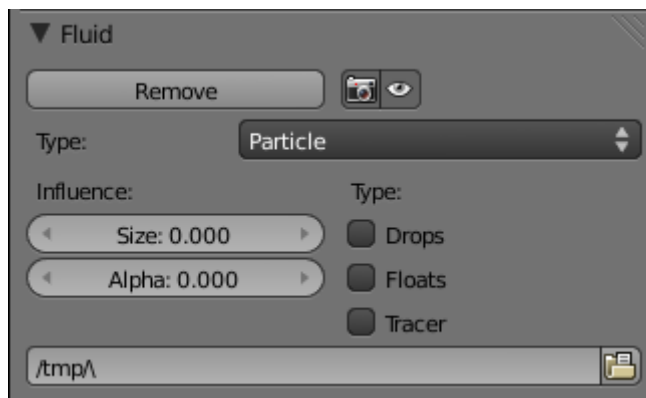 Fluid
Remove
Type: Particle
Influence: Type:
Size: 0.000 Drops
Alpha: 0.000 Floats
Tracer
/tmp/\